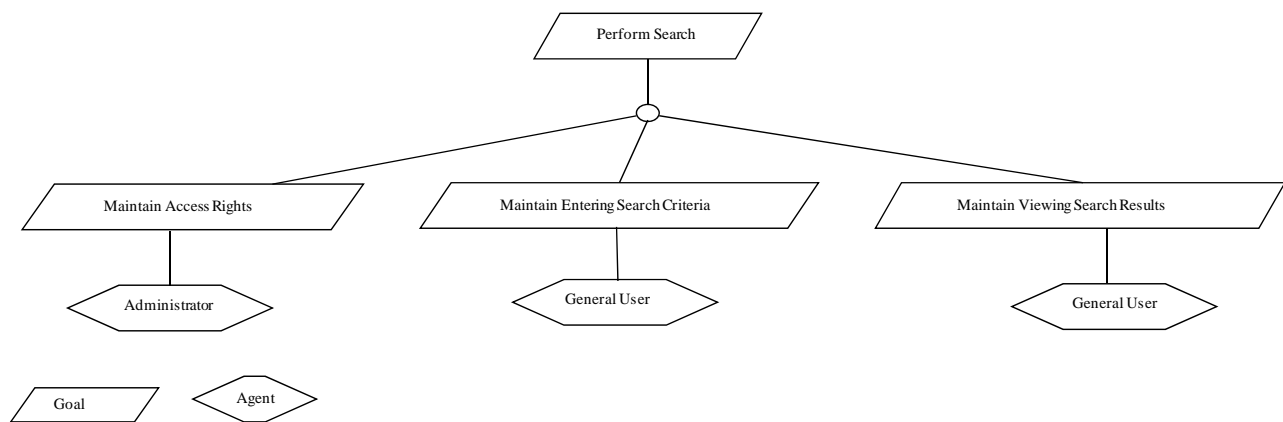 Perform Search
Maintain Access Rights
Maintain Entering Search Criteria
Maintain Viewing Search Results
Administrator
General User
General User
Goal
Agent